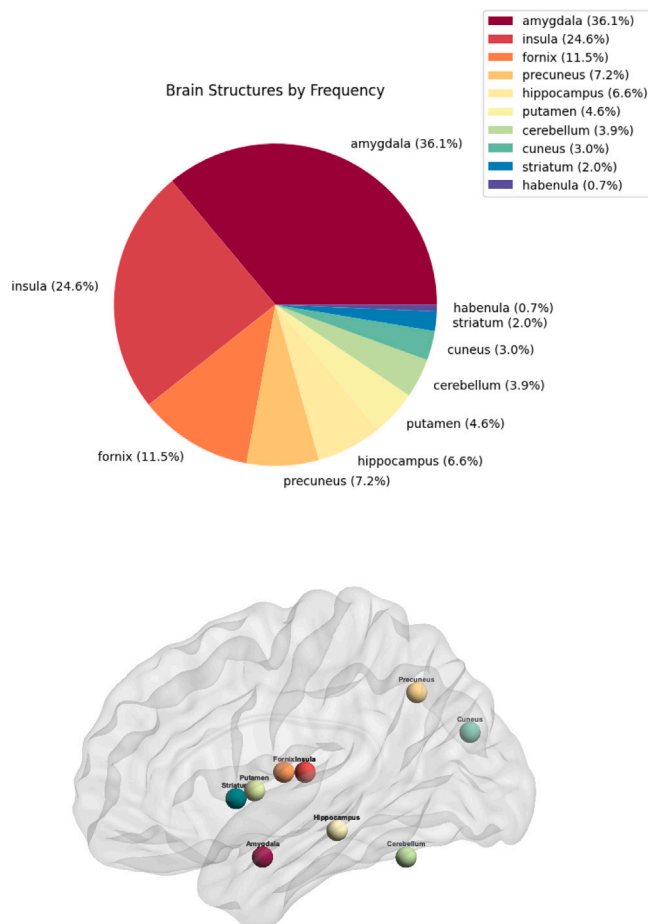 amygdala (36.1%)
insula (24.6%)
fornix (11.5%)
precuneus (7.2%)
hippocampus (6.6%)
putamen (4.6%)
cerebellum (3.9%)
cuneus (3.0%)
striatum (2.0%)
habenula (0.7%)
Brain Structures by Frequency
amygdala (36.1%)
insula (24.6%)
habenula (0.7%)
striatum (2.0%)
cuneus (3.0%)
cerebellum (3.9%)
putamen (4.6%)
fornix (11.5%)
hippocampus (6.6%)
precuneus (7.2%)
Precuneus
Cuneus
Fornix
Insula
Putamen
Striatu
Hippocampus
Amygdala
Cerebellum